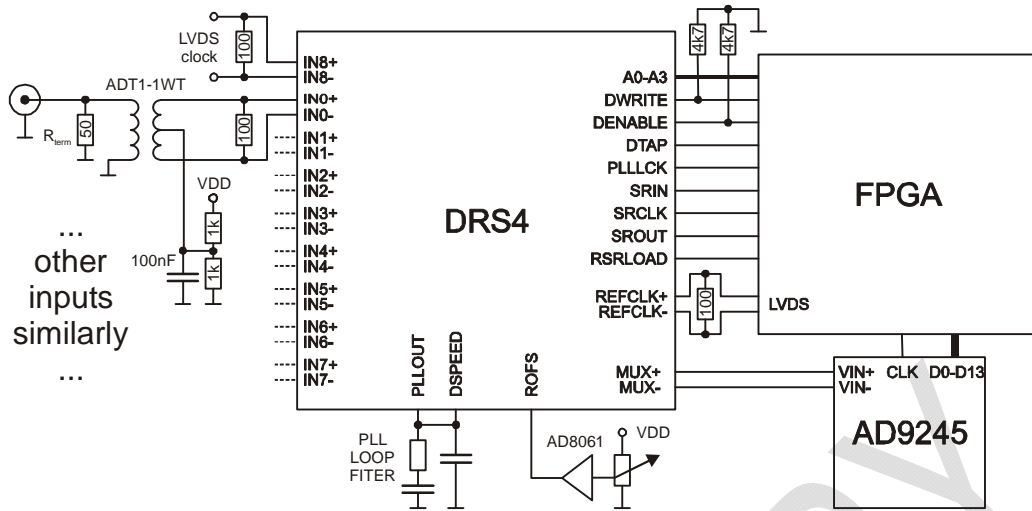 LVDS
clock
100
ADT1-1WT
R_term
50
100
VDD
1k
1k
100nF
...
other
inputs
similarly
...
IN8+
IN8-
IN0+
IN0-
IN1+
IN1-
IN2+
IN2-
IN3+
IN3-
IN4+
IN4-
IN5+
IN5-
IN6+
IN6-
IN7+
IN7-
DRS4
PLLOUT
DSPEED
ROFS
A0-A3
DWRITE
DENABLE
DTAP
PLLLCK
SRIN
SRCLK
SROUT
RSRLOAD
REFCLK+
REFCLK-
MUX+
MUX-
4k7
4k7
100
FPGA
LVDS
VIN+
VIN-
CLK
D0-D13
AD9245
PLL
LOOP
FITER
AD8061
VDD